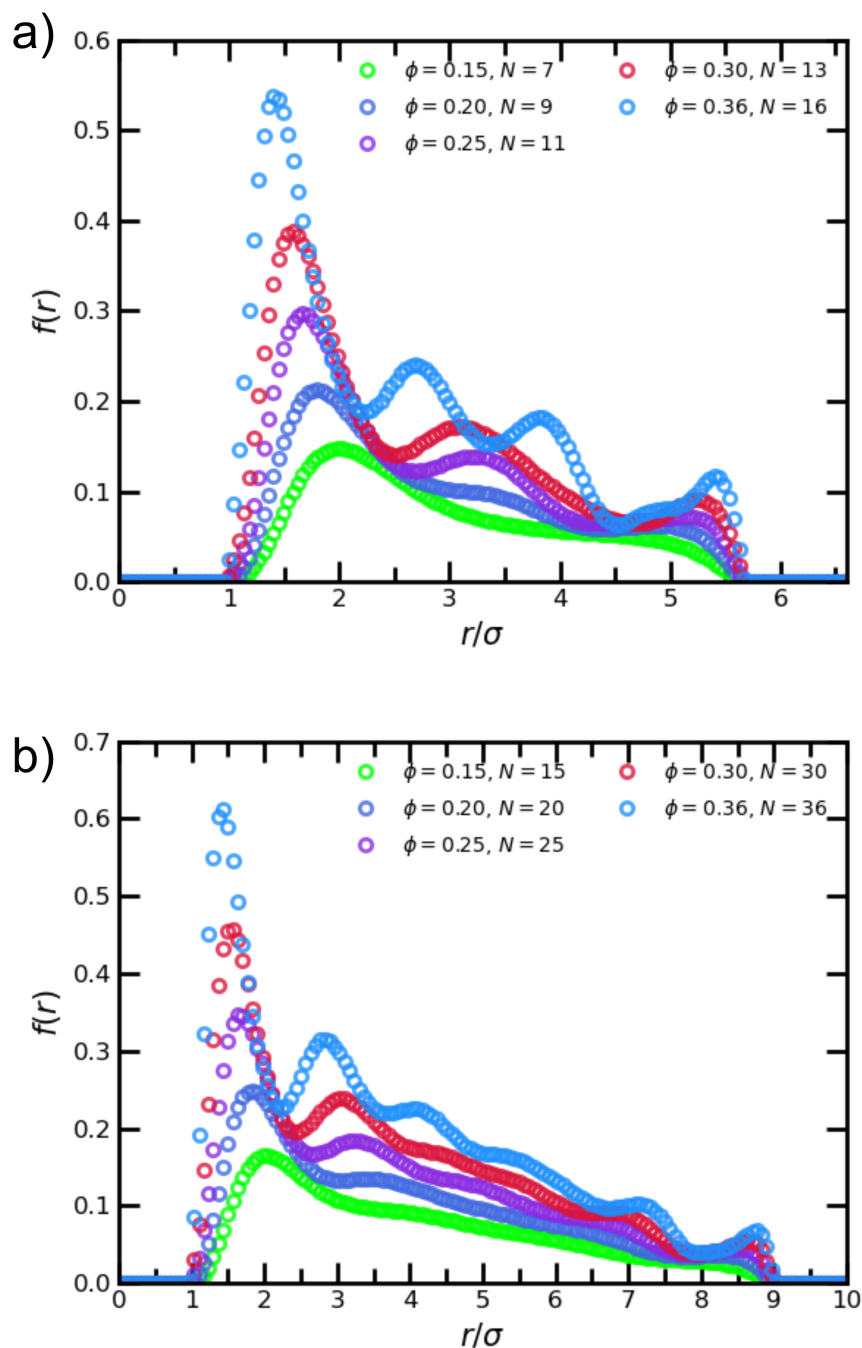 a)
0.6
0.5
0.4
0.3
0.2
0.1
0.0
f(r)
ϕ = 0.15, N = 7
ϕ = 0.20, N = 9
ϕ = 0.25, N = 11
ϕ = 0.30, N = 13
ϕ = 0.36, N = 16
0 1 2 3 4 5 6
r/σ
b)
0.7
0.6
0.5
0.4
0.3
0.2
0.1
0.0
f(r)
ϕ = 0.15, N = 15
ϕ = 0.20, N = 20
ϕ = 0.25, N = 25
ϕ = 0.30, N = 30
ϕ = 0.36, N = 36
0 1 2 3 4 5 6 7 8 9 10
r/σ